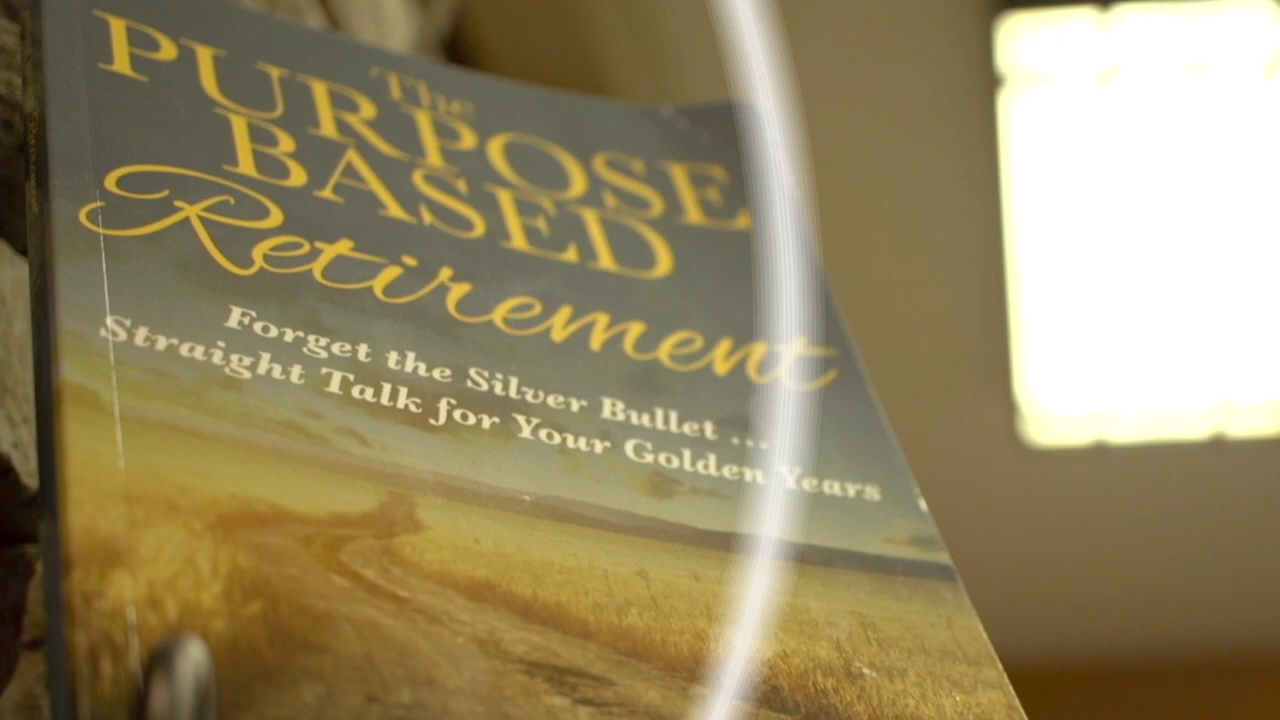 The
PURPOSE
BASED
Retirement
Forget the Silver Bullet ...
Straight Talk for Your Golden Years